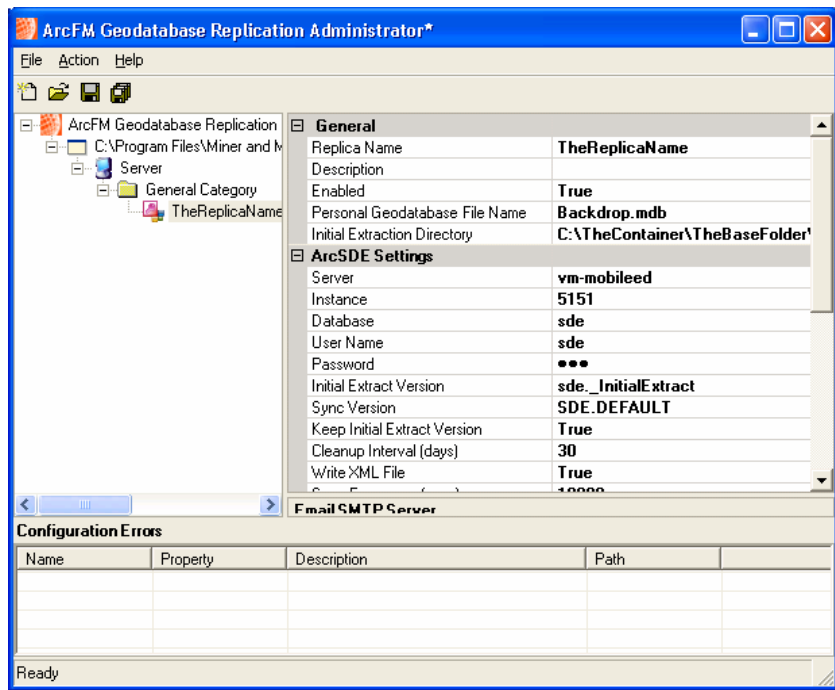 ArcFM Geodatabase Replication Administrator*
File Action Help
ArcFM Geodatabase Replication
C:\Program Files\Miner and M
Server
General Category
TheReplicaName
General
Replica Name TheReplicaName
Description
Enabled True
Personal Geodatabase File Name Backdrop.mdb
Initial Extraction Directory C:\TheContainer\TheBaseFolder\
ArcSDE Settings
Server vm-mobileed
Instance 5151
Database sde
User Name sde
Password ●●●
Initial Extract Version sde._InitialExtract
Sync Version SDE.DEFAULT
Keep Initial Extract Version True
Cleanup Interval (days) 30
Write XML File True
Email SMTP Server
Configuration Errors
Name Property Description Path
Ready